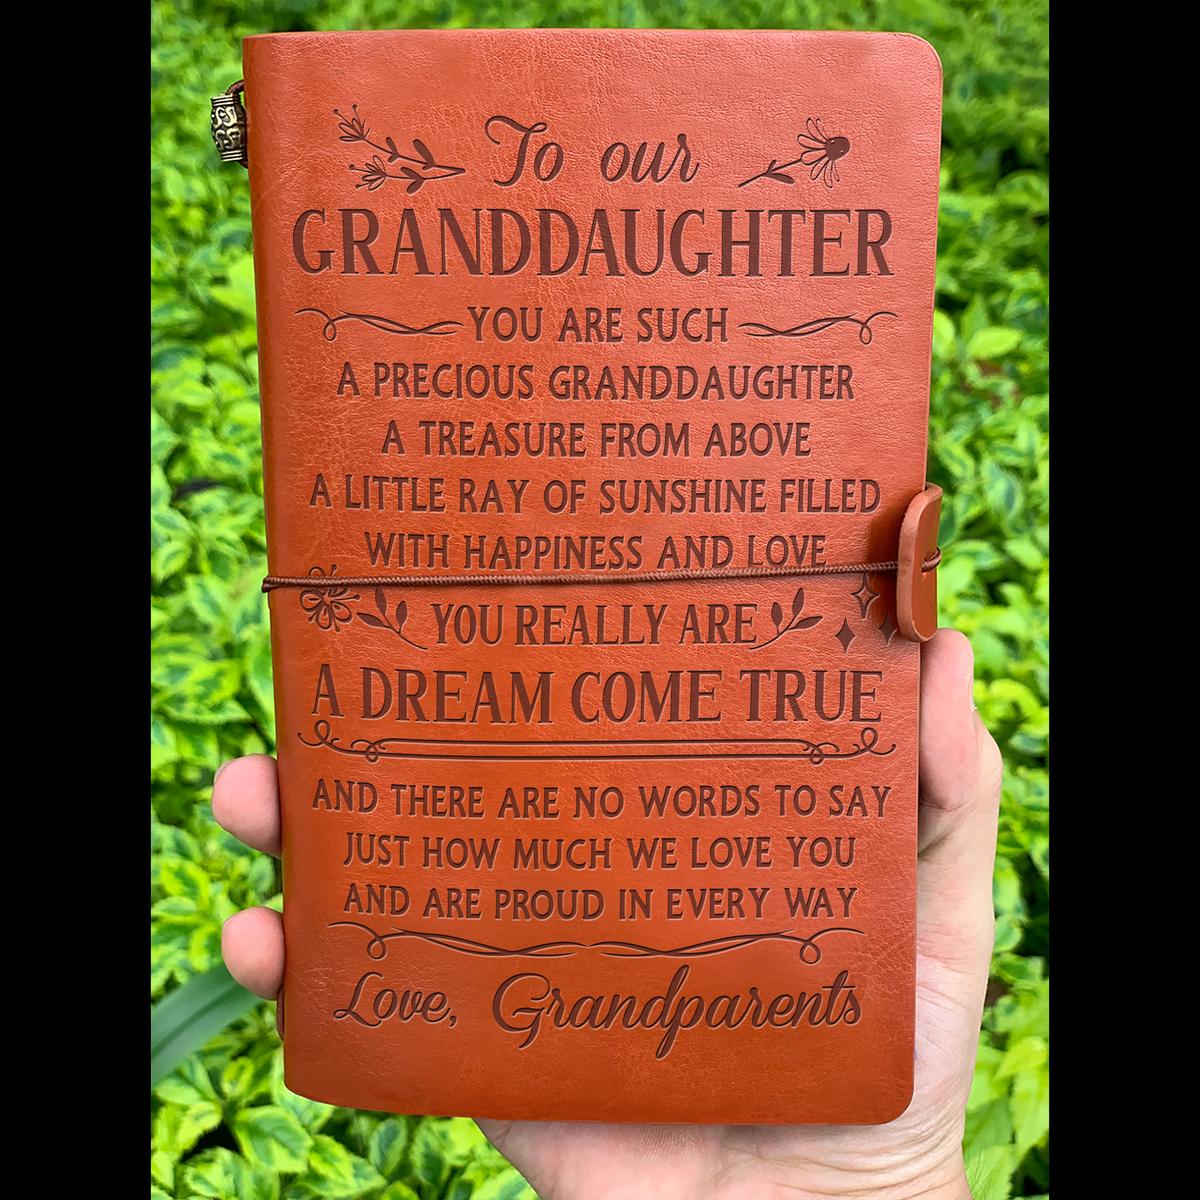 To our
GRANDDAUGHTER
YOU ARE SUCH
A PRECIOUS GRANDDAUGHTER
A TREASURE FROM ABOVE
A LITTLE RAY OF SUNSHINE FILLED
WITH HAPPINESS AND LOVE
YOU REALLY ARE
A DREAM COME TRUE
AND THERE ARE NO WORDS TO SAY
JUST HOW MUCH WE LOVE YOU
AND ARE PROUD IN EVERY WAY
Love, Grandparents